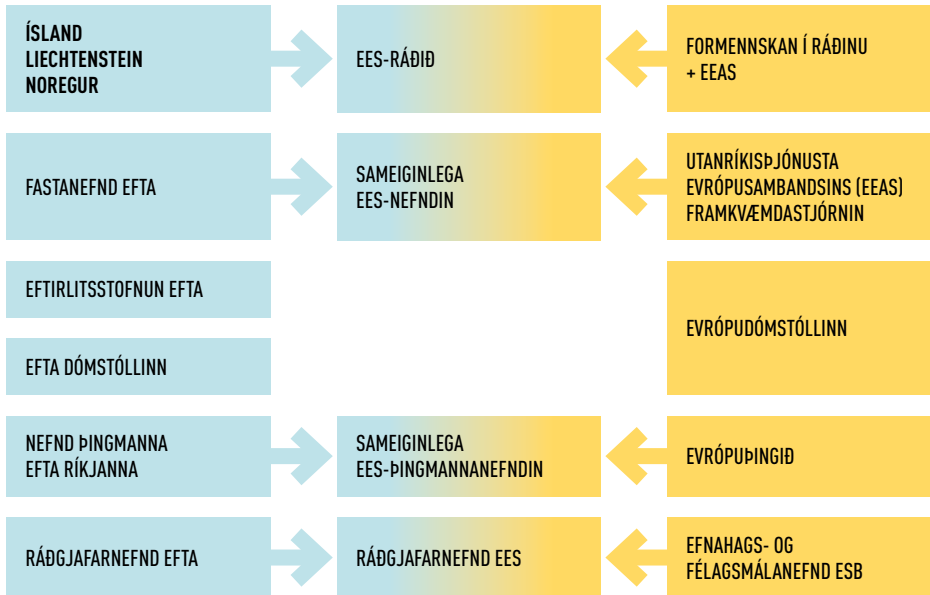 ÍSLAND
LIECHTENSTEIN
NOREGUR
EES-RÁÐIÐ
FORMENNSKAN Í RÁÐINU
+ EEAS
FASTANEFND EFTA
SAMEIGINLEGA
EES-NEFNDIN
UTANRÍKISÞJÓNUSTA
EVRÓPUSAMBANDSINS (EEAS)
FRAMKVÆMDASTJÓRNIN
EFTIRLITSSTOFNUN EFTA
EFTA DÓMSTÓLLINN
EVRÓPUDÓMSTÓLLINN
NEFND ÞINGMANNA
EFTA RÍKJANNA
SAMEIGINLEGA
EES-ÞINGMANNANEFNDIN
EVRÓPUÞINGIÐ
RÁÐGJAFARNEFND EFTA
RÁÐGJAFARNEFND EES
EFNAHAGS- OG
FÉLAGSMÁLANEFND ESB